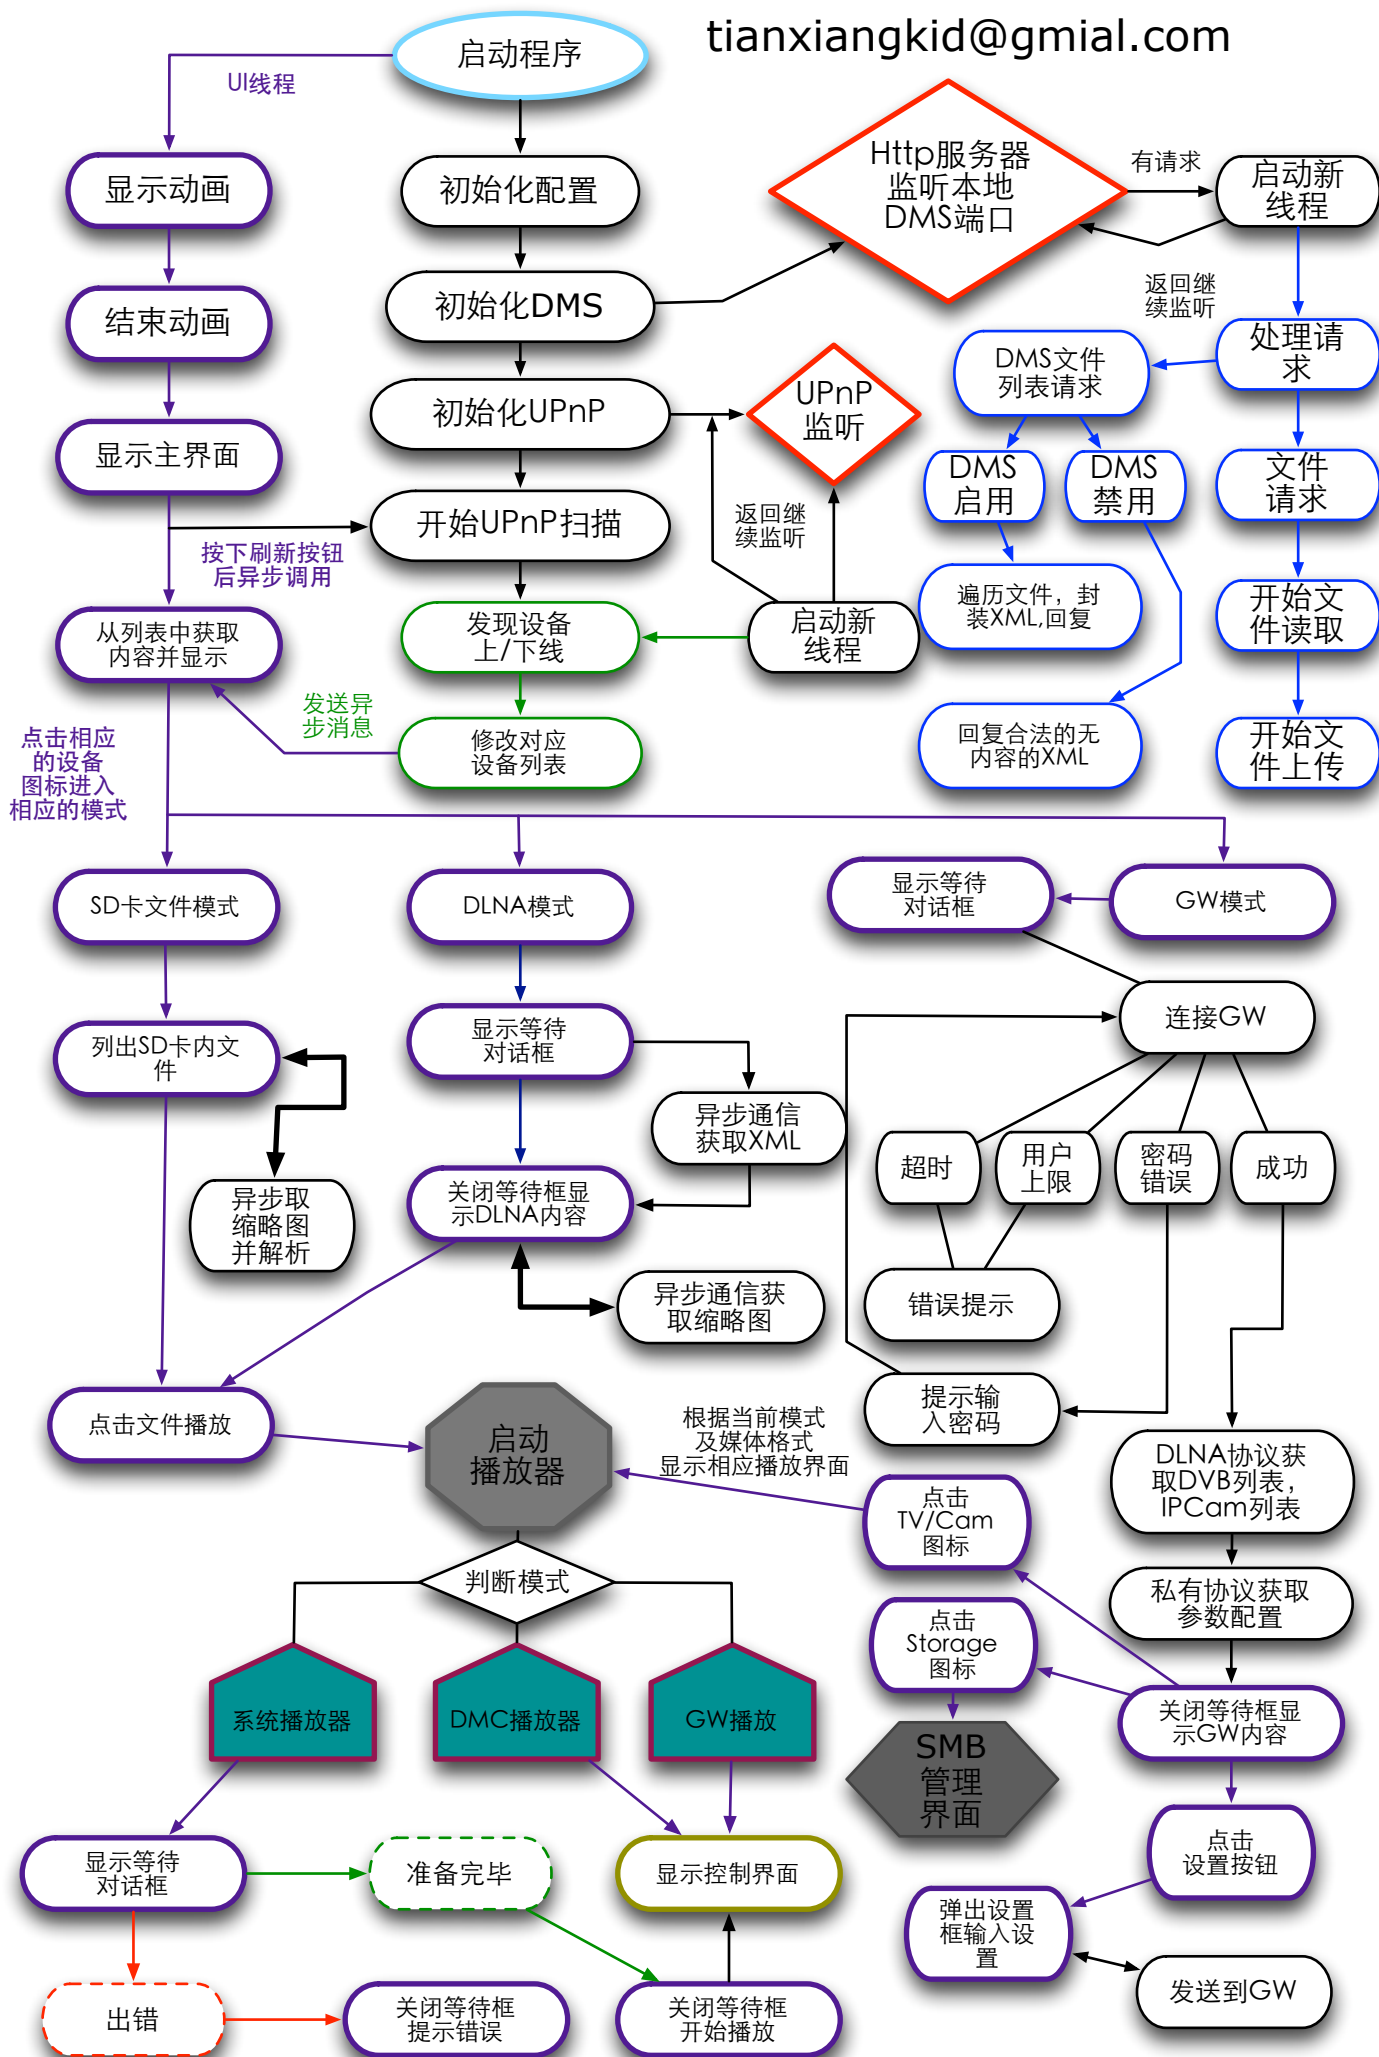 tianxiangkid@gmial.com
启动程序
UI线程
显示动画
结束动画
显示主界面
按下刷新按钮
后异步调用
从列表中获取
内容并显示
初始化配置
初始化DMS
初始化UPnP
开始UPnP扫描
发现设备
上/下线
发送异
步消息
修改对应
设备列表
Http服务器
监听本地
DMS端口
有请求
启动新
线程
返回继
续监听
UPnP
监听
返回继
续监听
启动新
线程
处理请
求
DMS文件
列表请求
DMS
启用
DMS
禁用
文件
请求
遍历文件，封
装XML,回复
开始文
件读取
回复合法的无
内容的XML
开始文
件上传
点击相应
的设备
图标进入
相应的模式
SD卡文件模式
DLNA模式
显示等待
对话框
GW模式
列出SD卡内文
件
显示等待
对话框
连接GW
异步通信
获取XML
异步取
缩略图
并解析
关闭等待框显
示DLNA内容
异步通信获
取缩略图
超时
用户
上限
密码
错误
成功
错误提示
提示输
入密码
点击文件播放
启动
播放器
根据当前模式
及媒体格式
显示相应播放界面
DLNA协议获
取DVB列表，
IPCam列表
点击
TV/Cam
图标
私有协议获取
参数配置
判断模式
点击
Storage
图标
系统播放器
DMC播放器
GW播放
SMB
管理
界面
关闭等待框显
示GW内容
点击
设置按钮
显示等待
对话框
准备完毕
显示控制界面
弹出设置
框输入设
置
发送到GW
出错
关闭等待框
提示错误
关闭等待框
开始播放